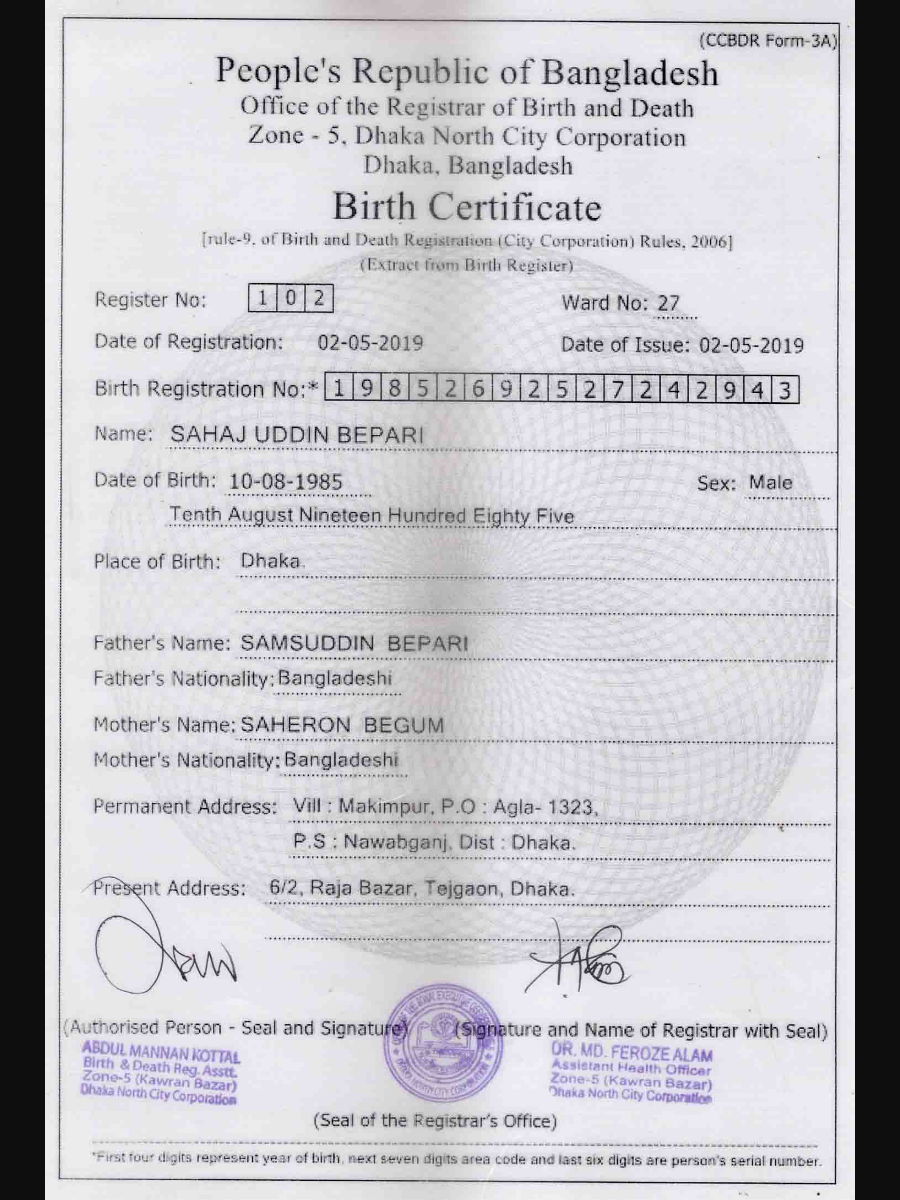 (CCBDR Form-3A)
People's Republic of Bangladesh
Office of the Registrar of Birth and Death
Zone - 5, Dhaka North City Corporation
Dhaka, Bangladesh
Birth Certificate
[rule-9, of Birth and Death Registration (City Corporation) Rules, 2006]
(Extract from Birth Register)
Register No: 102 Ward No: 27
Date of Registration: 02-05-2019 Date of Issue: 02-05-2019
Birth Registration No:* 19852692527242943
Name: SAHAJ UDDIN BEPARI
Date of Birth: 10-08-1985 Sex: Male
Tenth August Nineteen Hundred Eighty Five
Place of Birth: Dhaka.
Father's Name: SAMSUDDIN BEPARI
Father's Nationality: Bangladeshi
Mother's Name: SAHERON BEGUM
Mother's Nationality: Bangladeshi
Permanent Address: Vill : Makimpur, P.O : Agla- 1323,
P.S : Nawabganj, Dist : Dhaka.
Present Address: 6/2, Raja Bazar, Tejgaon, Dhaka.
(Authorised Person - Seal and Signature) (Signature and Name of Registrar with Seal)
ABDUL MANNAN KOTTAL
Birth & Death Reg. Asstt.
Zone-5 (Kawran Bazar)
Dhaka North City Corporation
DR. MD. FEROZE ALAM
Assistant Health Officer
Zone-5 (Kawran Bazar)
Dhaka North City Corporation
(Seal of the Registrar's Office)
*First four digits represent year of birth, next seven digits area code and last six digits are person's serial number.